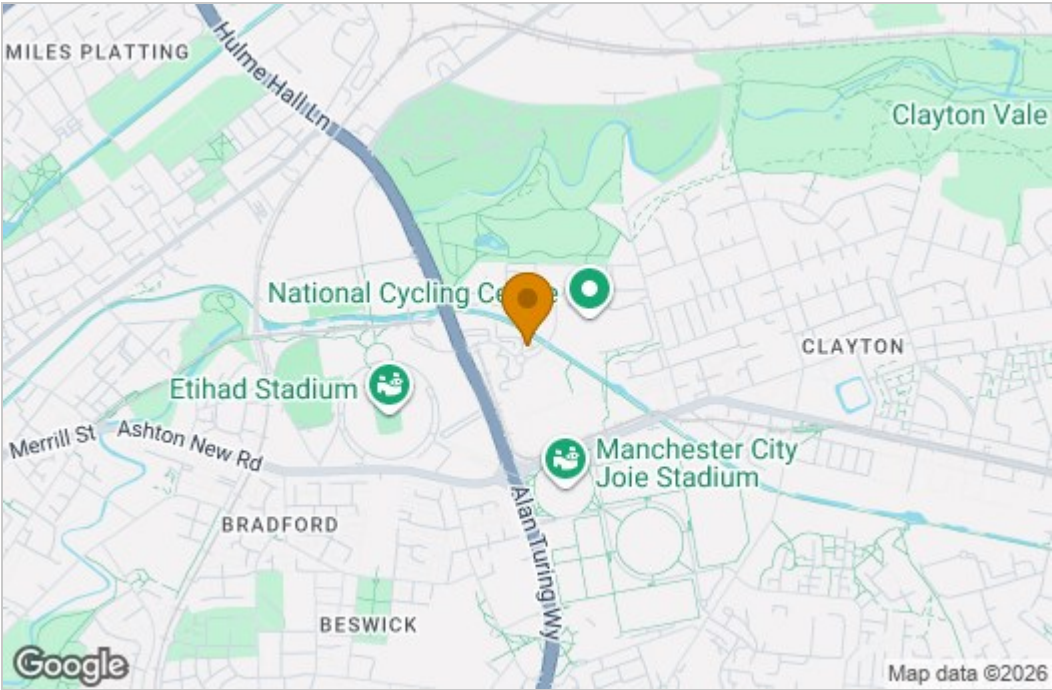 MILES PLATTING
Hulme Hall Ln
Clayton Vale
National Cycling Ce e
CLAYTON
Etihad Stadium
Merrill St
Ashton New Rd
Manchester City
Joie Stadium
Alan Turing Wy
BRADFORD
BESWICK
Google
Map data ©2026